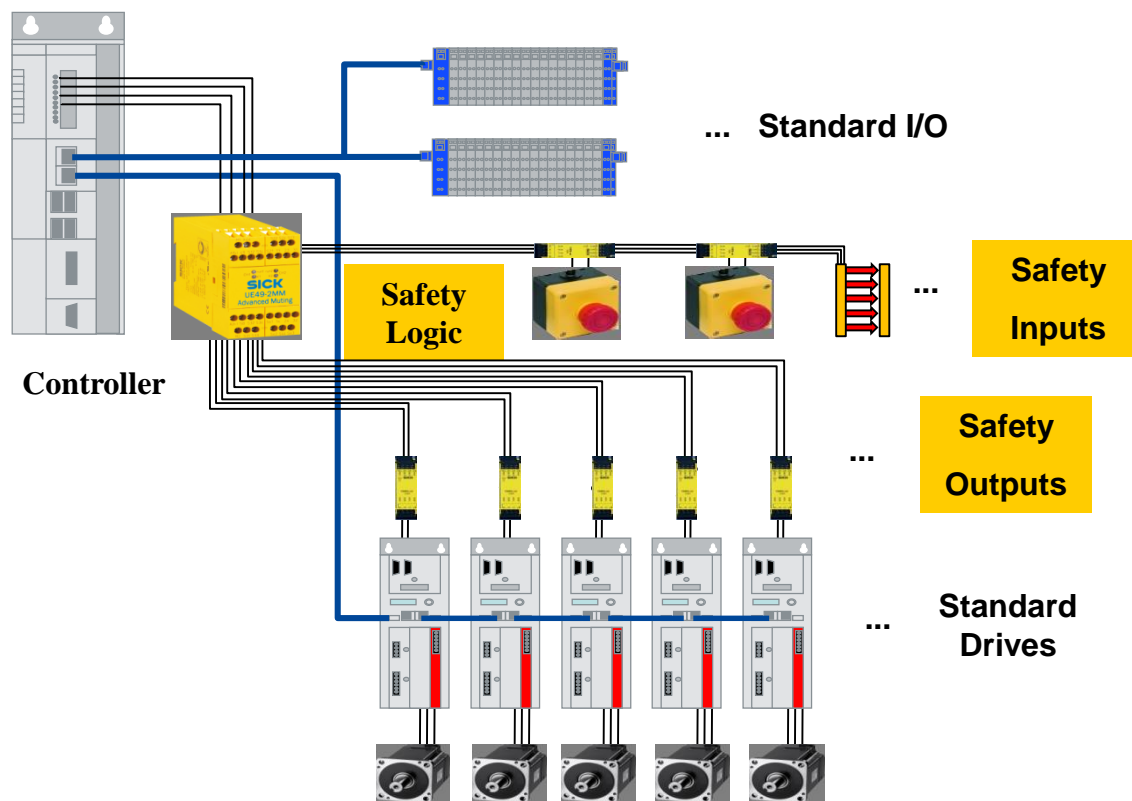 ... Standard I/O
SICK
UE49-2MM
Advanced Muting
Safety
Logic
...
Safety
Inputs
Controller
...
Safety
Outputs
...
Standard
Drives